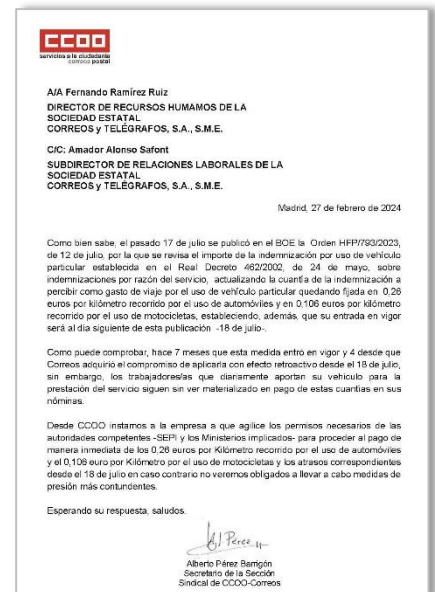 CCOO
servicios a la ciudadanía
correos postal
A/A Fernando Ramírez Ruiz
DIRECTOR DE RECURSOS HUMANOS DE LA
SOCIEDAD ESTATAL
CORREOS y TELÉGRAFOS, S.A., S.M.E.
C/C: Amador Alonso Safont
SUBDIRECTOR DE RELACIONES LABORALES DE LA
SOCIEDAD ESTATAL
CORREOS y TELÉGRAFOS, S.A., S.M.E.
Madrid, 27 de febrero de 2024
Como bien sabe, el pasado 17 de julio se publicó en el BOE la Orden HFP/793/2023,
de 12 de julio, por la que se revisa el importe de la indemnización por uso de vehículo
particular establecida en el Real Decreto 462/2002, de 24 de mayo, sobre
indemnizaciones por razón del servicio, actualizando la cuantía de la indemnización a
percibir como gasto de viaje por el uso de vehículo particular quedando fijada en 0,26
euros por kilómetro recorrido por el uso de automóviles y en 0,106 euros por kilómetro
recorrido por el uso de motocicletas, estableciendo, además, que su entrada en vigor
será al día siguiente de esta publicación -18 de julio-.
Como puede comprobar, hace 7 meses que esta medida entró en vigor y 4 desde que
Correos adquirió el compromiso de aplicarla con efecto retroactivo desde el 18 de julio,
sin embargo, los trabajadores/as que diariamente aportan su vehículo para la
prestación del servicio siguen sin ver materializado en pago de estas cuantías en sus
nóminas.
Desde CCOO instamos a la empresa a que agilice los permisos necesarios de las
autoridades competentes -SEPI y los Ministerios implicados- para proceder al pago de
manera inmediata de los 0,26 euros por Kilómetro recorrido por el uso de automóviles
y el 0,106 euro por Kilómetro por el uso de motocicletas y los atrasos correspondientes
desde el 18 de julio en caso contrario no veremos obligados a llevar a cabo medidas de
presión más contundentes.
Esperando su respuesta, saludos.
Alberto Pérez Barrigón
Secretario de la Sección
Sindical de CCOO-Correos